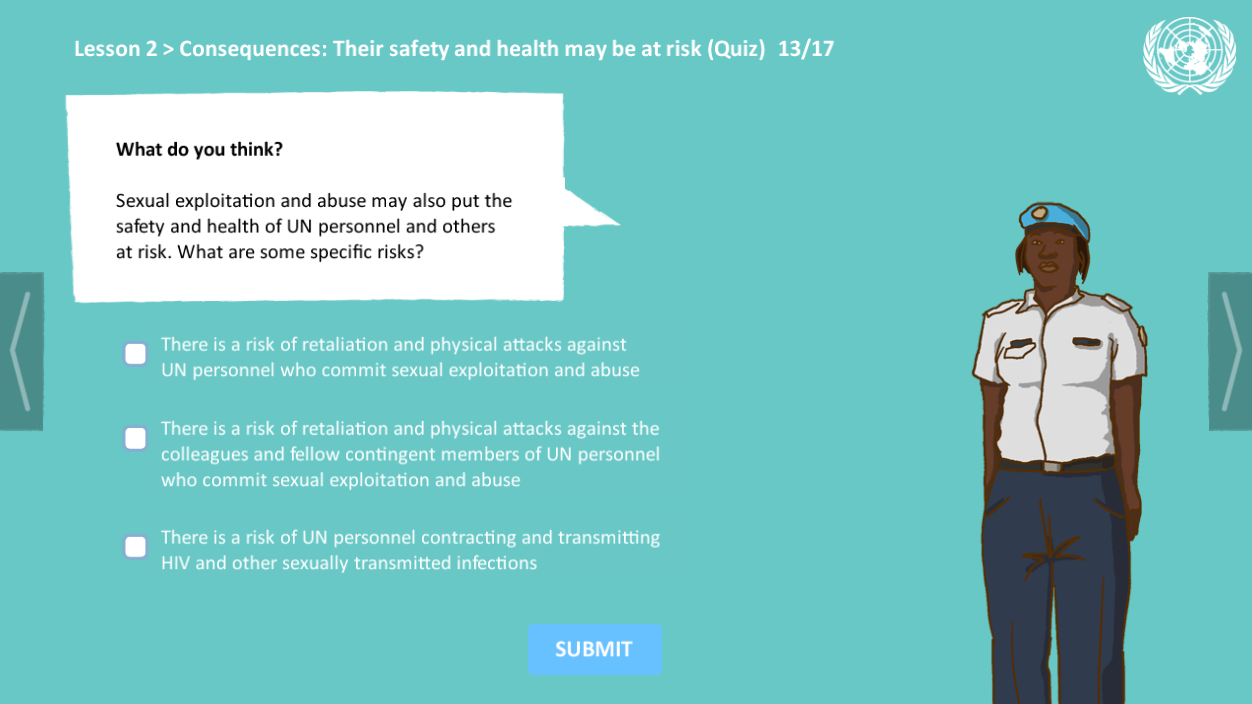 Lesson 2 > Consequences: Their safety and health may be at risk (Quiz) 13/17
What do you think?
Sexual exploitation and abuse may also put the
safety and health of UN personnel and others
at risk. What are some specific risks?
There is a risk of retaliation and physical attacks against
UN personnel who commit sexual exploitation and abuse
There is a risk of retaliation and physical attacks against the
colleagues and fellow contingent members of UN personnel
who commit sexual exploitation and abuse
There is a risk of UN personnel contracting and transmitting
HIV and other sexually transmitted infections
SUBMIT